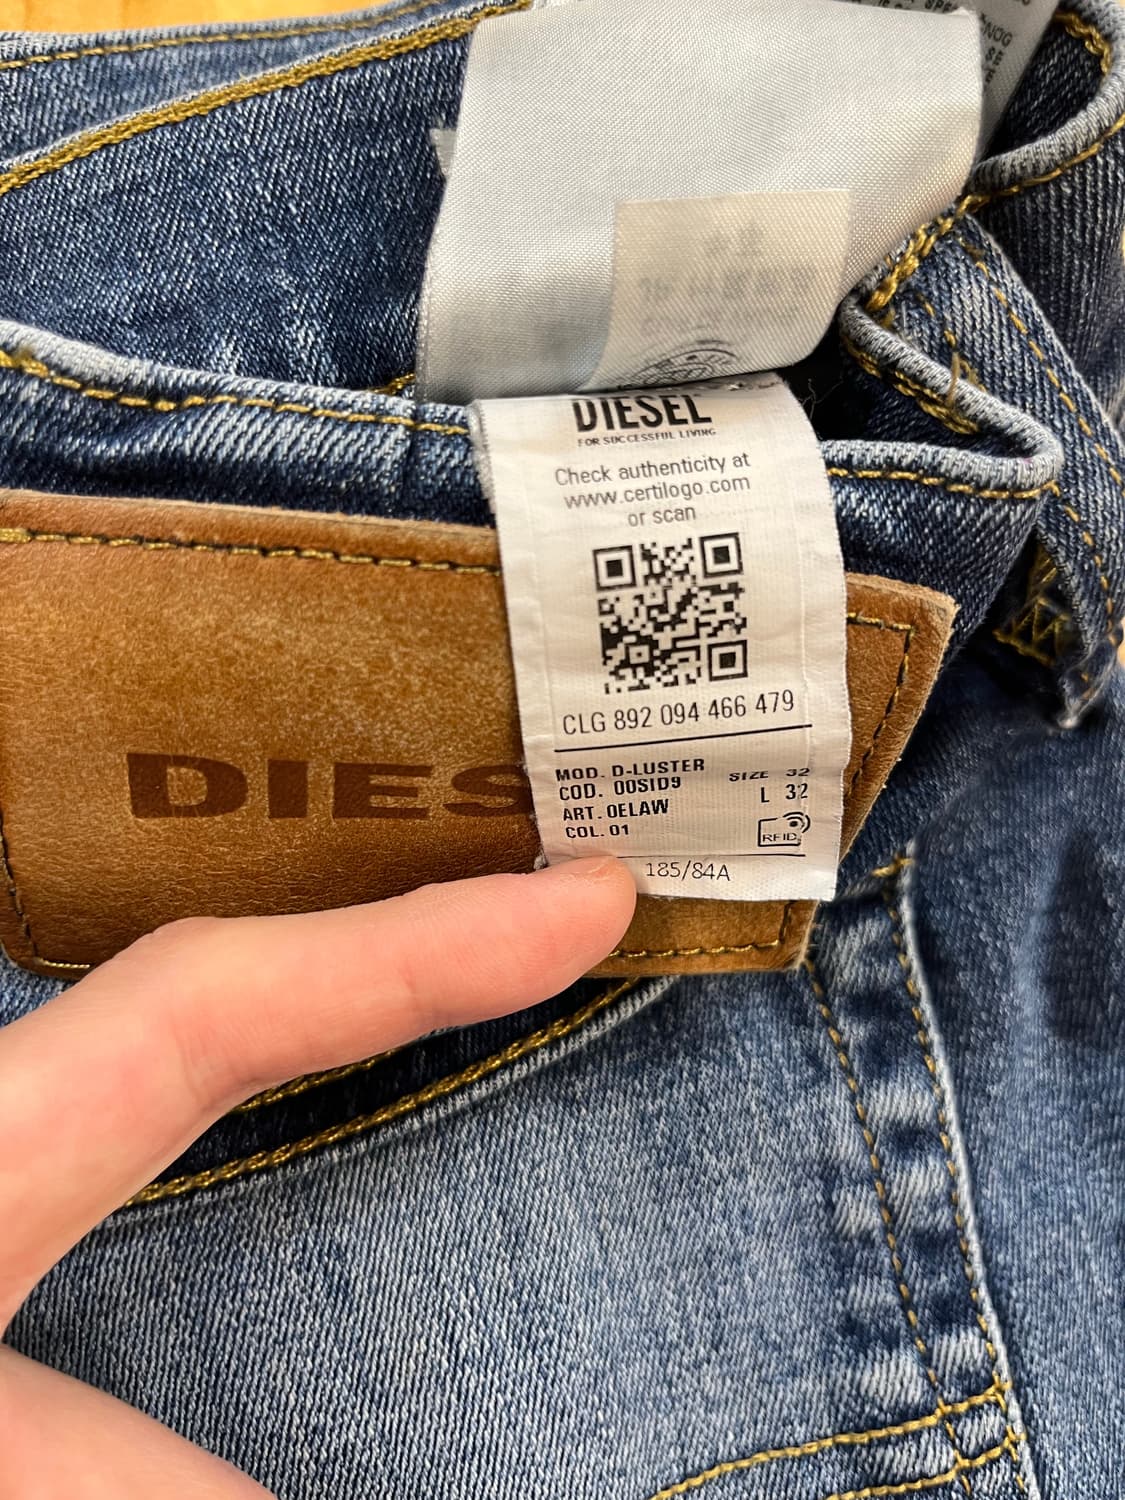 DIESEL
FOR SUCCESSFUL LIVING
Check authenticity at
www.certilogo.com
or scan
CLG 892 094 466 479
MOD. D-LUSTER
COD. 00SID9
ART. 0ELAW
COL. 01
SIZE 32
L 32
RFID
185/84A
DIES